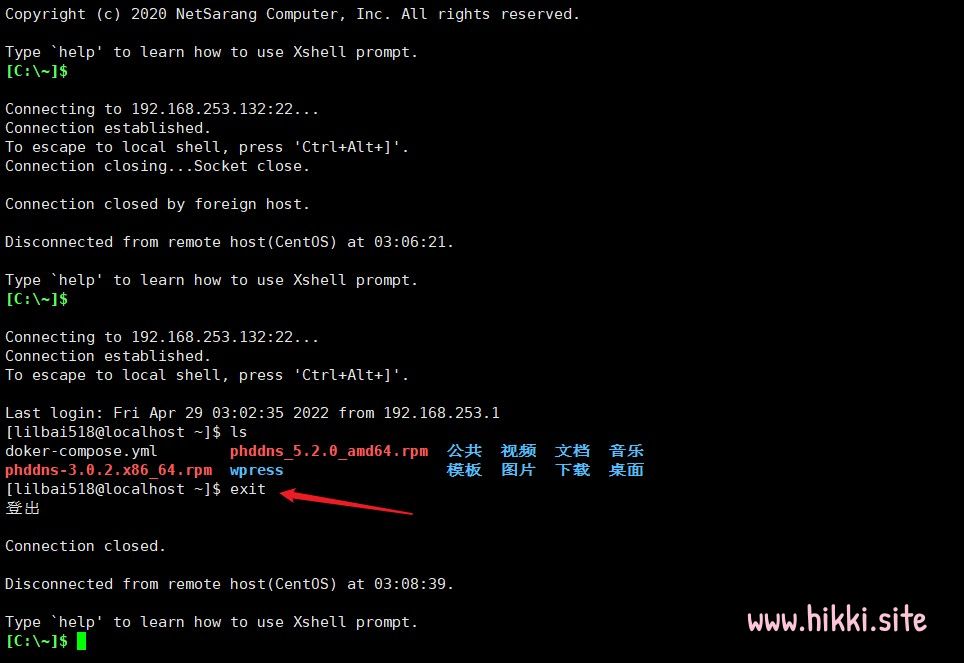 Copyright (c) 2020 NetSarang Computer, Inc. All rights reserved.
Type `help' to learn how to use Xshell prompt.
[C:\~]$
Connecting to 192.168.253.132:22...
Connection established.
To escape to local shell, press 'Ctrl+Alt+]'.
Connection closing...Socket close.
Connection closed by foreign host.
Disconnected from remote host(CentOS) at 03:06:21.
Type `help' to learn how to use Xshell prompt.
[C:\~]$
Connecting to 192.168.253.132:22...
Connection established.
To escape to local shell, press 'Ctrl+Alt+]'.
Last login: Fri Apr 29 03:02:35 2022 from 192.168.253.1
[lilbai518@localhost ~]$ ls
doker-compose.yml phddns_5.2.0_amd64.rpm 公共 视频 文档 音乐
phddns-3.0.2.x86_64.rpm wpress 模板 图片 下载 桌面
[lilbai518@localhost ~]$ exit
登出
Connection closed.
Disconnected from remote host(CentOS) at 03:08:39.
Type `help' to learn how to use Xshell prompt.
[C:\~]$
www.hikki.site